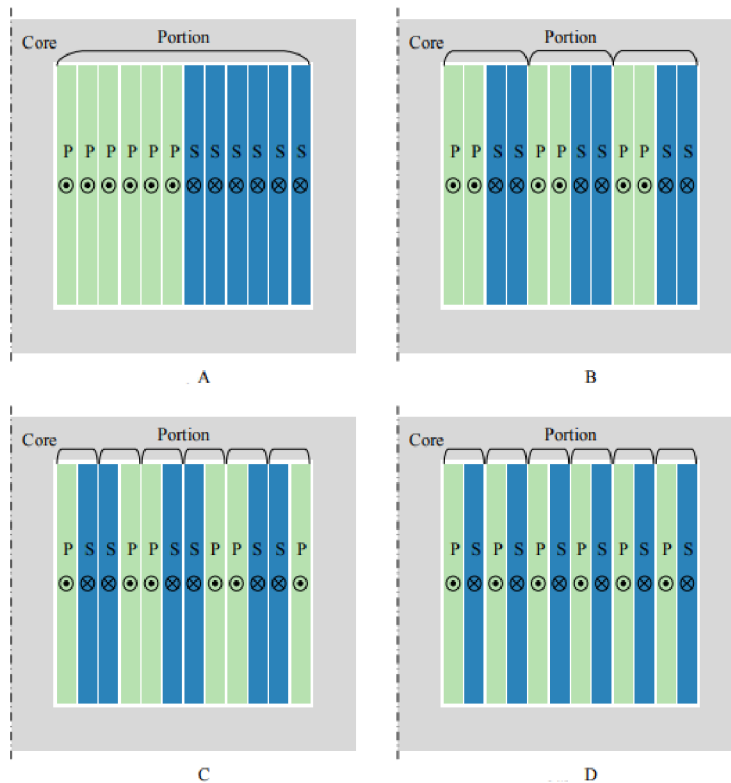 Core Portion
P P P P P P S S S S S S
A
Core Portion
P P S S P P S S P P S S
B
Core Portion
P S S P P S S P P S S P
C
Core Portion
P S P S P S P S P S P S
D